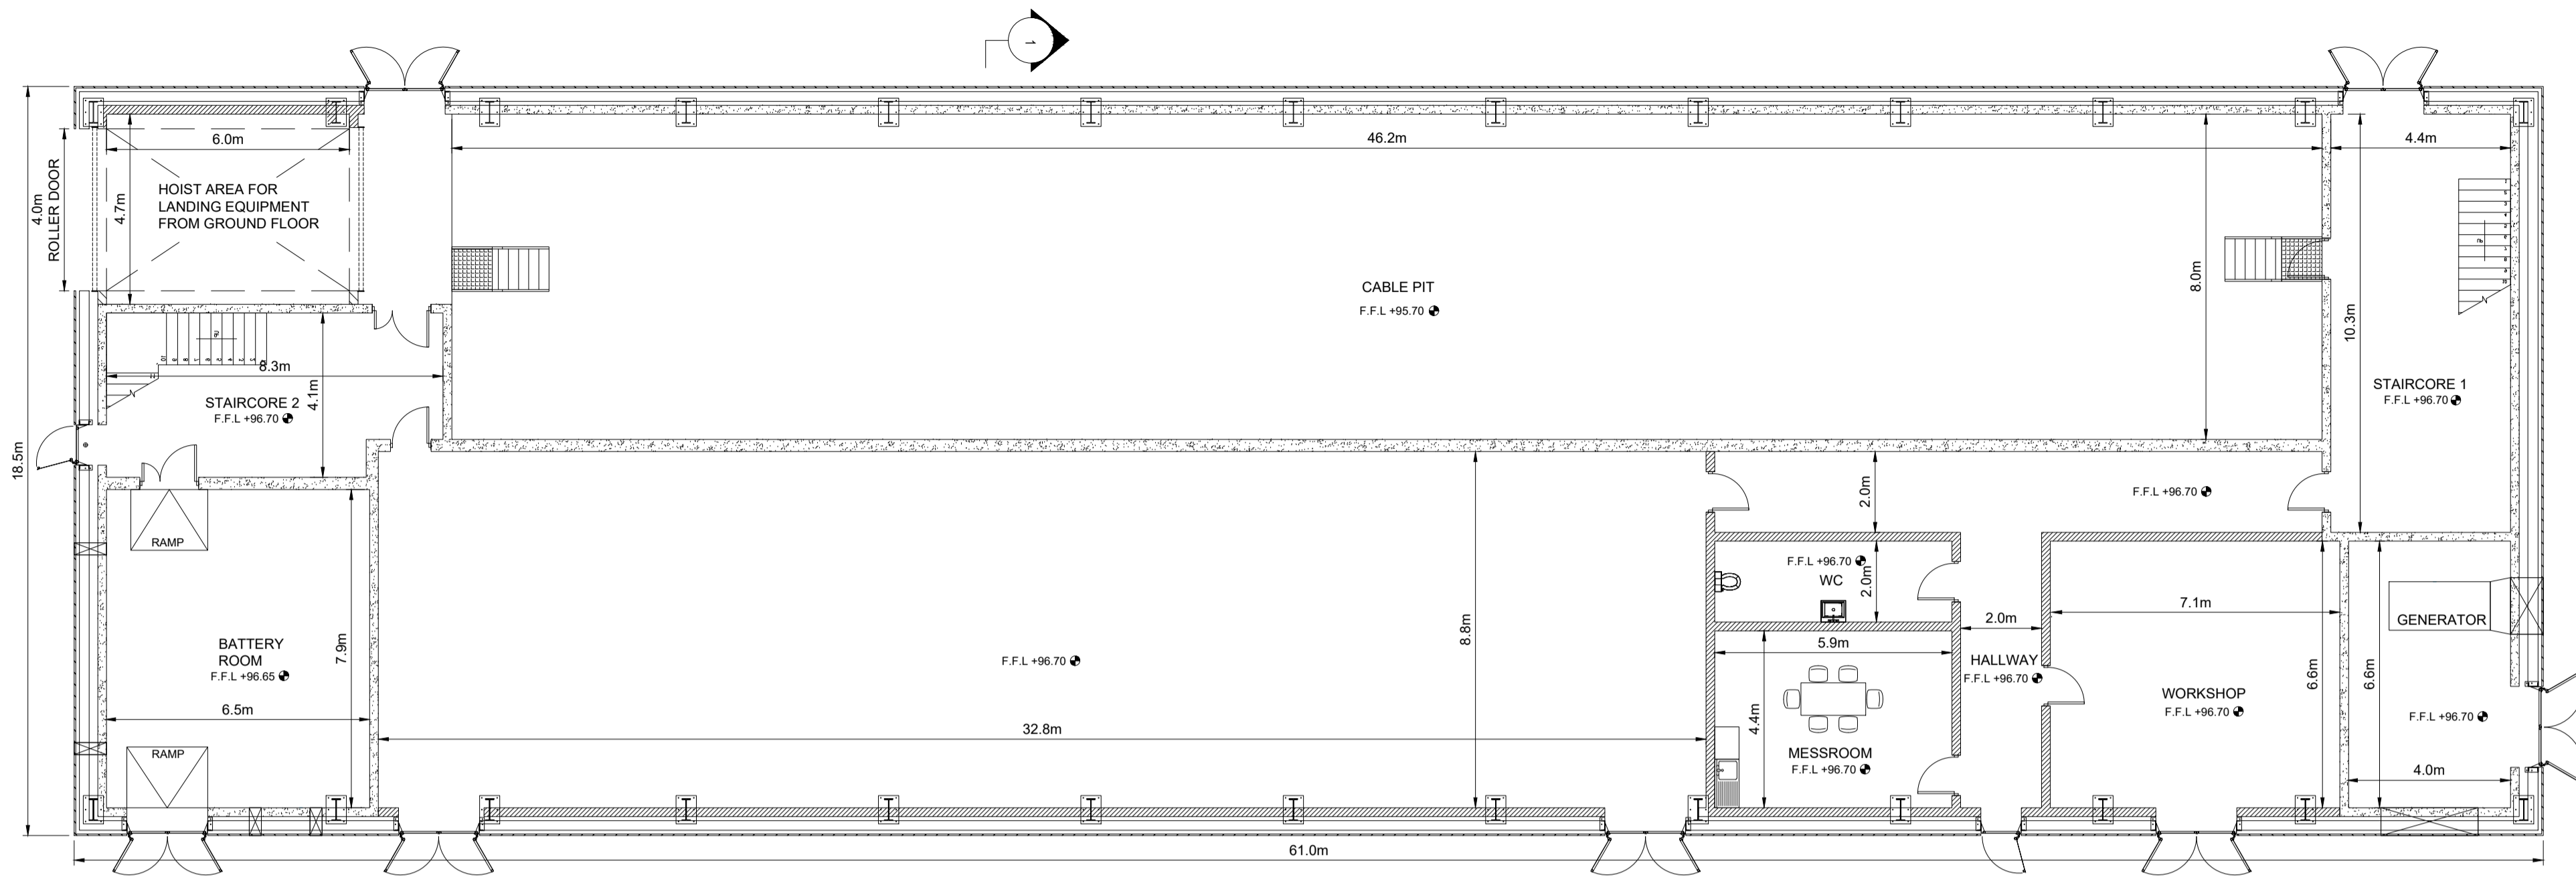 1
6.0m
46.2m
4.4m
4.0m
ROLLER DOOR
4.7m
HOIST AREA FOR
LANDING EQUIPMENT
FROM GROUND FLOOR
CABLE PIT
F.F.L +95.70
8.0m
10.3m
8.3m
4.1m
STAIRCORE 2
F.F.L +96.70
STAIRCORE 1
F.F.L +96.70
18.5m
2.0m
F.F.L +96.70
RAMP
F.F.L +96.70
WC
2.0m
7.1m
GENERATOR
8.8m
2.0m
5.9m
BATTERY
ROOM
F.F.L +96.65
7.9m
F.F.L +96.70
HALLWAY
F.F.L +96.70
6.6m
6.6m
WORKSHOP
F.F.L +96.70
F.F.L +96.70
6.5m
32.8m
4.4m
RAMP
MESSROOM
F.F.L +96.70
4.0m
61.0m